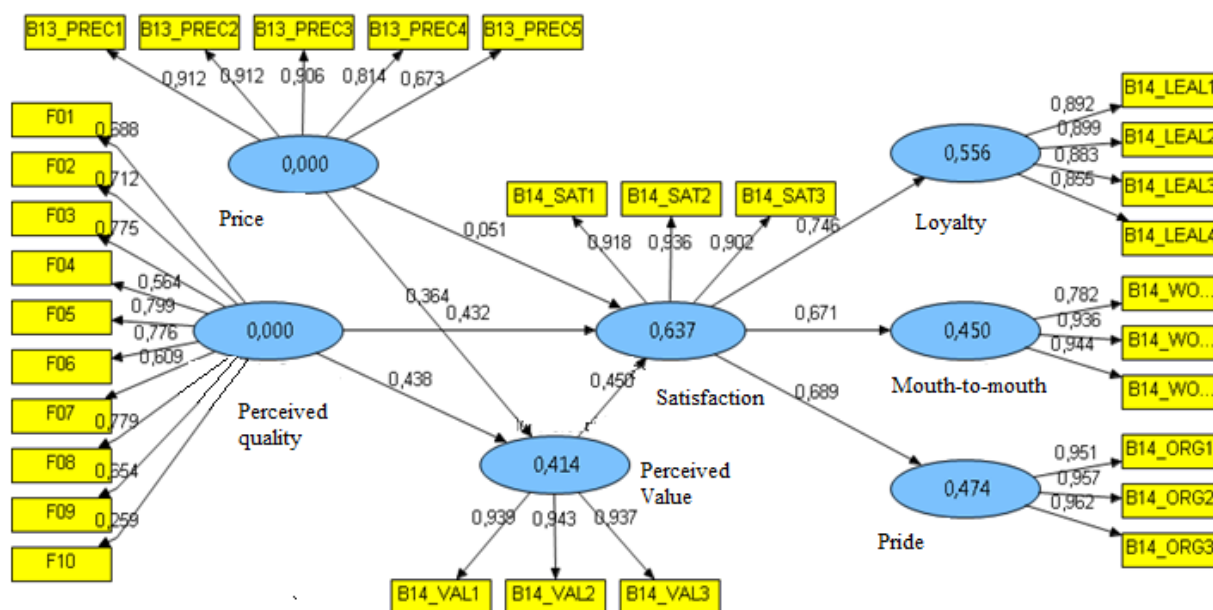 B13_PREC1
B13_PREC2
B13_PREC3
B13_PREC4
B13_PREC5
0,912
0,912
0,906
0,814
0,673
F01
F02
F03
F04
F05
F06
F07
F08
F09
F10
0,688
0,712
0,775
0,564
0,799
0,776
0,609
0,779
0,654
0,259
0,000
Price
0,000
Perceived
quality
0,051
0,364
0,432
0,438
0,450
B14_SAT1
B14_SAT2
B14_SAT3
0,918
0,936
0,902
0,637
Satisfaction
0,414
Perceived
Value
0,939
0,943
0,937
B14_VAL1
B14_VAL2
B14_VAL3
0,746
0,671
0,689
0,556
Loyalty
0,892
0,899
0,883
0,855
B14_LEAL1
B14_LEAL2
B14_LEAL3
B14_LEAL4
0,450
Mouth-to-mouth
0,782
0,936
0,944
B14_WO...
B14_WO...
B14_WO...
0,474
Pride
0,951
0,957
0,962
B14_ORG1
B14_ORG2
B14_ORG3